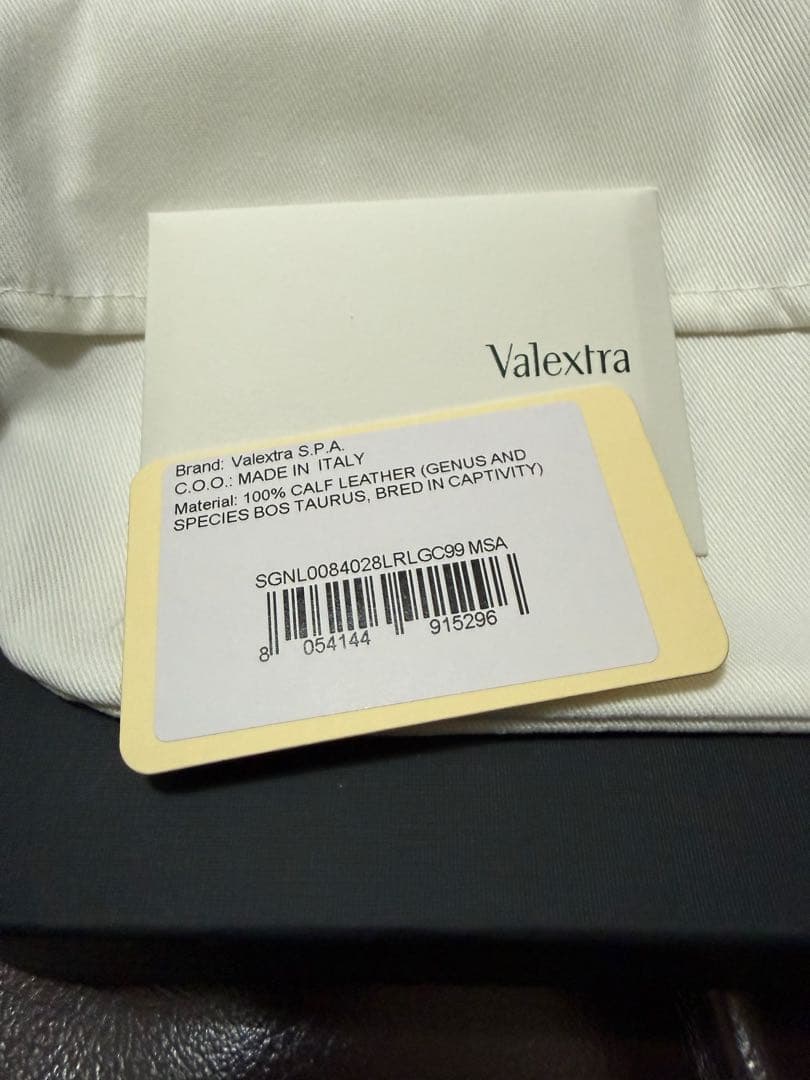 Valextra
Brand: Valextra S.P.A.
C.O.O.: MADE IN ITALY
Material: 100% CALF LEATHER (GENUS AND
SPECIES BOS TAURUS, BRED IN CAPTIVITY)
SGNL0084028LRLGC99 MSA
8 054144 915296